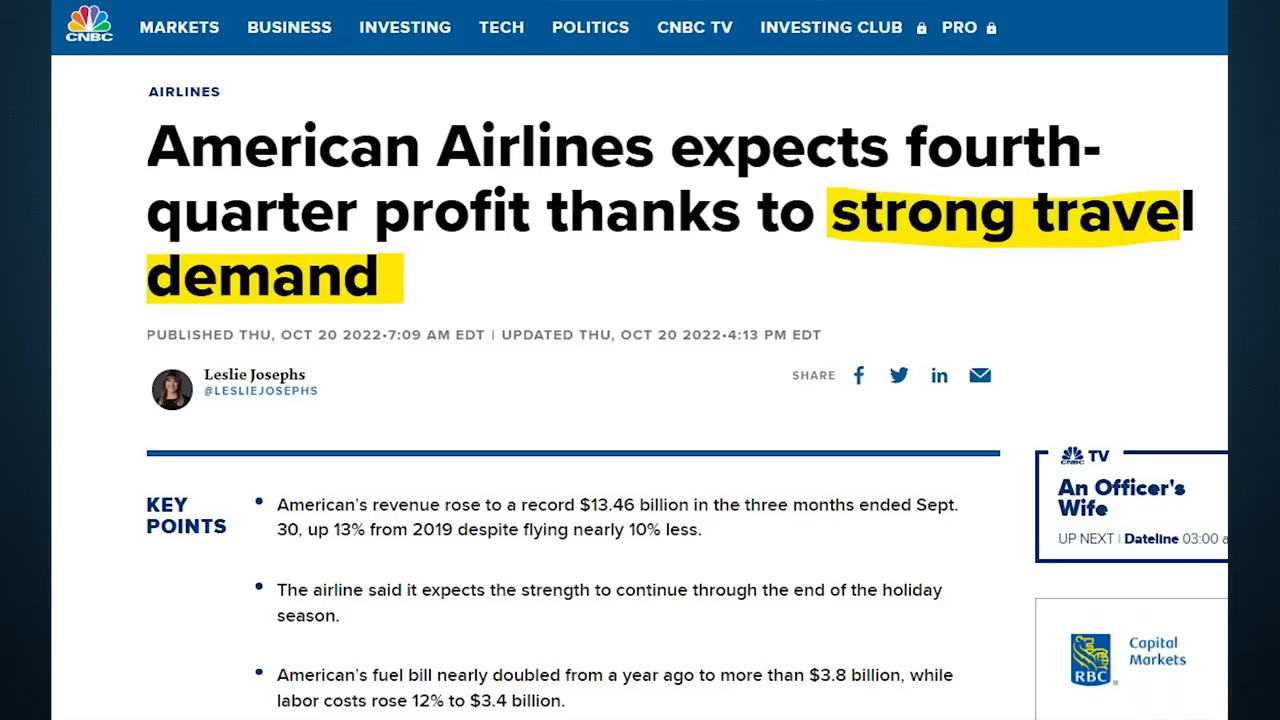 CNBC
MARKETS BUSINESS INVESTING TECH POLITICS CNBC TV INVESTING CLUB PRO
AIRLINES
American Airlines expects fourth-
quarter profit thanks to strong travel
demand
PUBLISHED THU, OCT 20 2022•7:09 AM EDT | UPDATED THU, OCT 20 2022•4:13 PM EDT
Leslie Josephs
@LESLIEJOSEPHS
SHARE
KEY
POINTS
• American's revenue rose to a record $13.46 billion in the three months ended Sept.
30, up 13% from 2019 despite flying nearly 10% less.
• The airline said it expects the strength to continue through the end of the holiday
season.
• American's fuel bill nearly doubled from a year ago to more than $3.8 billion, while
labor costs rose 12% to $3.4 billion.
CNBC TV
An Officer's
Wife
UP NEXT | Dateline 03:00 a
RBC
Capital
Markets